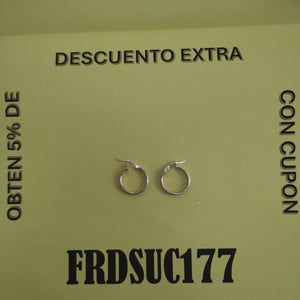 OBTEN 5% DE
DESCUENTO EXTRA
CON CUPON
FRDSUC177